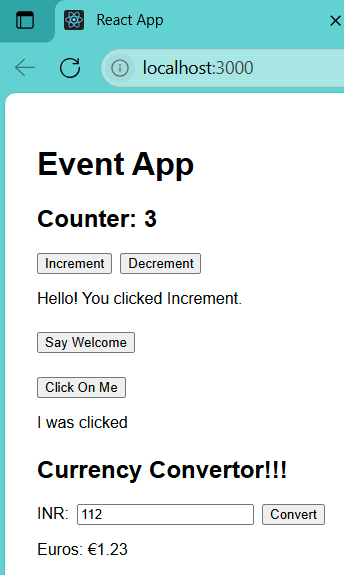 React App
localhost:3000
Event App
Counter: 3
Increment Decrement
Hello! You clicked Increment.
Say Welcome
Click On Me
I was clicked
Currency Convertor!!!
INR: 112 Convert
Euros: €1.23